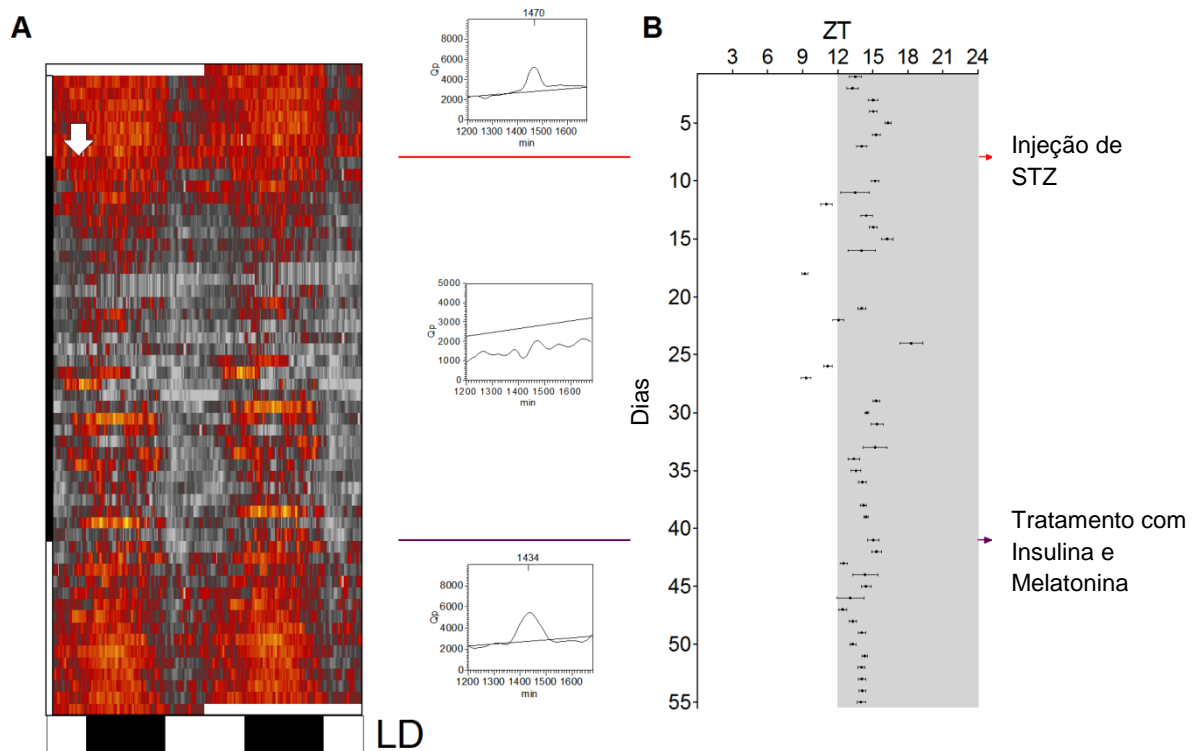 A
1470
8000
6000
4000
2000
0
Qp
1200 1300 1400 1500 1600
min
5000
4000
3000
2000
1000
0
Qp
1200 1300 1400 1500 1600
min
1434
8000
6000
4000
2000
0
Qp
1200 1300 1400 1500 1600
min
LD
B
ZT
3 6 9 12 15 18 21 24
Dias
5
10
15
20
25
30
35
40
45
50
55
Injeção de
STZ
Tratamento com
Insulina e
Melatonina